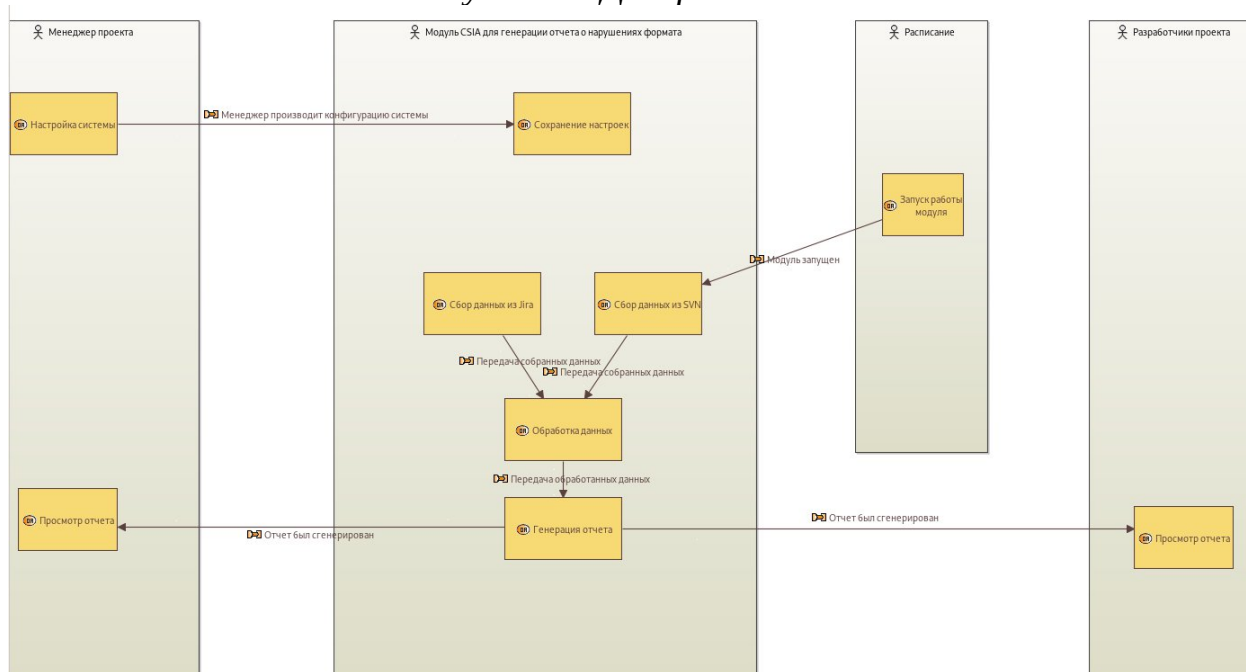 Менеджер проекта
Модуль CSIA для генерации отчета о нарушениях формата
Расписание
Разработчики проекта
Настройка системы
Менеджер производит конфигурацию системы
Сохранение настроек
Запуск работы
модуля
Модуль запущен
Сбор данных из Jira
Сбор данных из SVN
Передача собранных данных
Передача собранных данных
Обработка данных
Передача обработанных данных
Просмотр отчета
Отчет был сгенерирован
Генерация отчета
Отчет был сгенерирован
Просмотр отчета